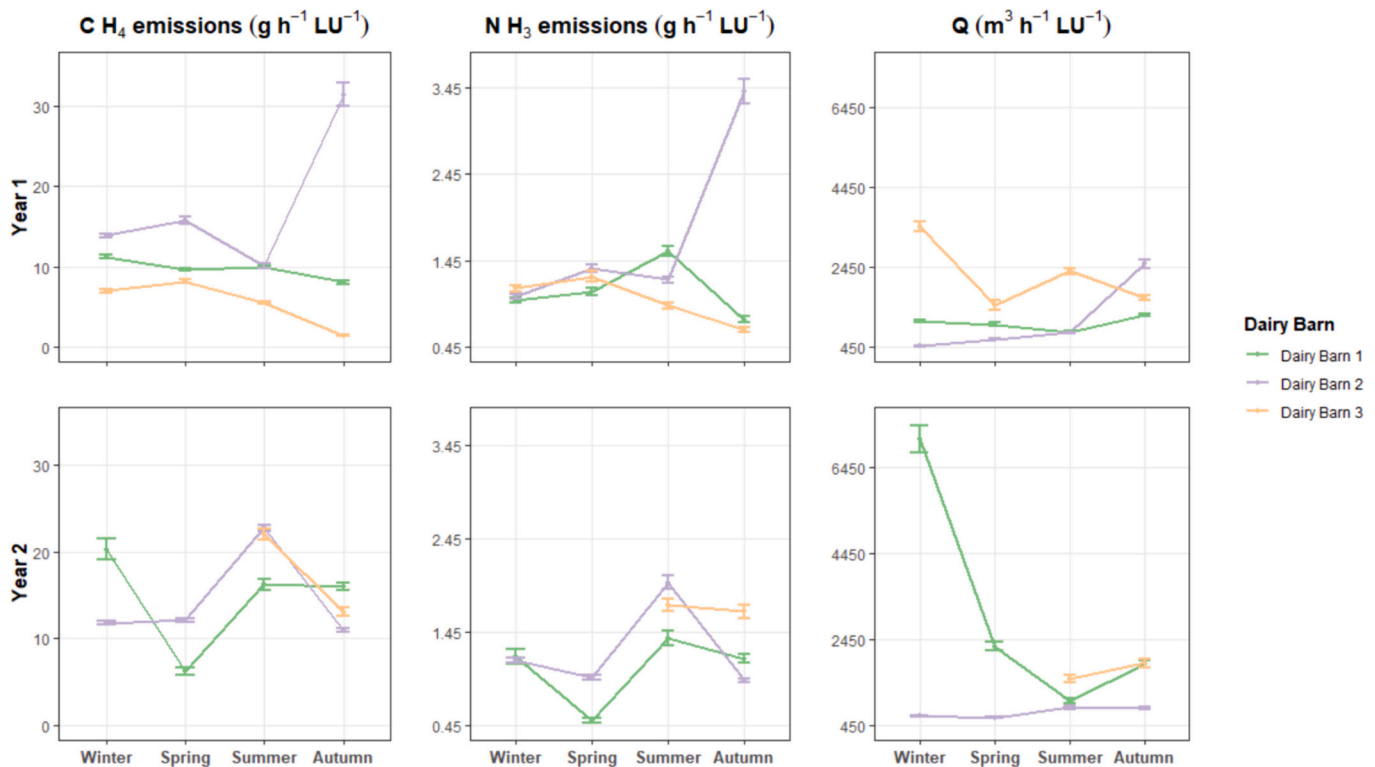 C H₄ emissions (g h⁻¹ LU⁻¹)
N H₃ emissions (g h⁻¹ LU⁻¹)
Q (m³ h⁻¹ LU⁻¹)
Year 1
30
20
10
0
3.45
2.45
1.45
0.45
6450
4450
2450
450
Dairy Barn
Dairy Barn 1
Dairy Barn 2
Dairy Barn 3
Year 2
30
20
10
0
3.45
2.45
1.45
0.45
6450
4450
2450
450
Winter Spring Summer Autumn
Winter Spring Summer Autumn
Winter Spring Summer Autumn